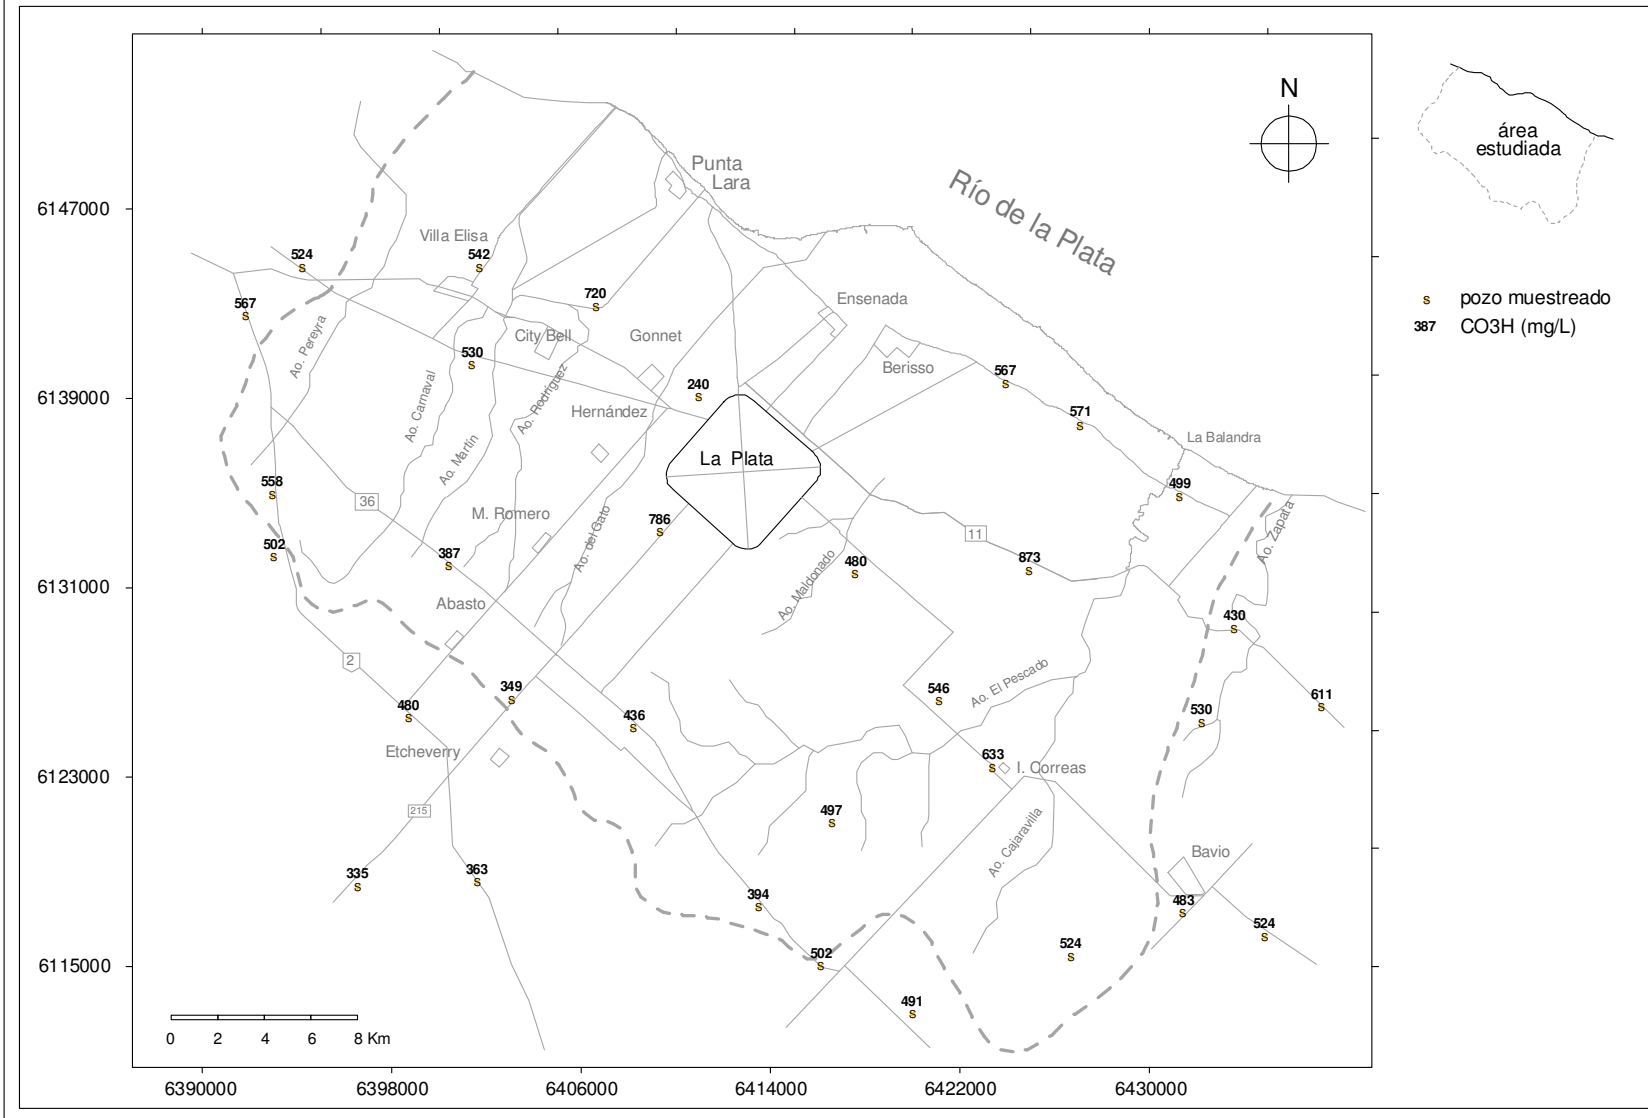 N
Punta
Lara
Río de la Plata
área
estudiada
6147000
Villa Elisa
524
s
542
s
567
s
720
s
Ensenada
s pozo muestreado
387 CO3H (mg/L)
Ao. Pereyra
City Bell
Gonnet
530
s
Berisso
567
s
240
s
6139000
Ao. Carnaval
Ao. Rodríguez
Hernández
571
s
La Balandra
Ao. Martín
La Plata
558
s
36
499
s
M. Romero
786
s
Ao. del Gato
11
Ao. Zapata
502
s
387
s
480
s
873
s
Ao. Maldonado
6131000
Abasto
430
s
2
349
s
546
s
Ao. El Pescado
480
s
436
s
530
s
611
s
Etcheverry
633
s
I. Correas
6123000
215
497
s
Ao. Cajaravilla
Bavio
335
s
363
s
394
s
483
s
524
s
524
s
502
s
6115000
491
s
0 2 4 6 8 Km
6390000 6398000 6406000 6414000 6422000 6430000